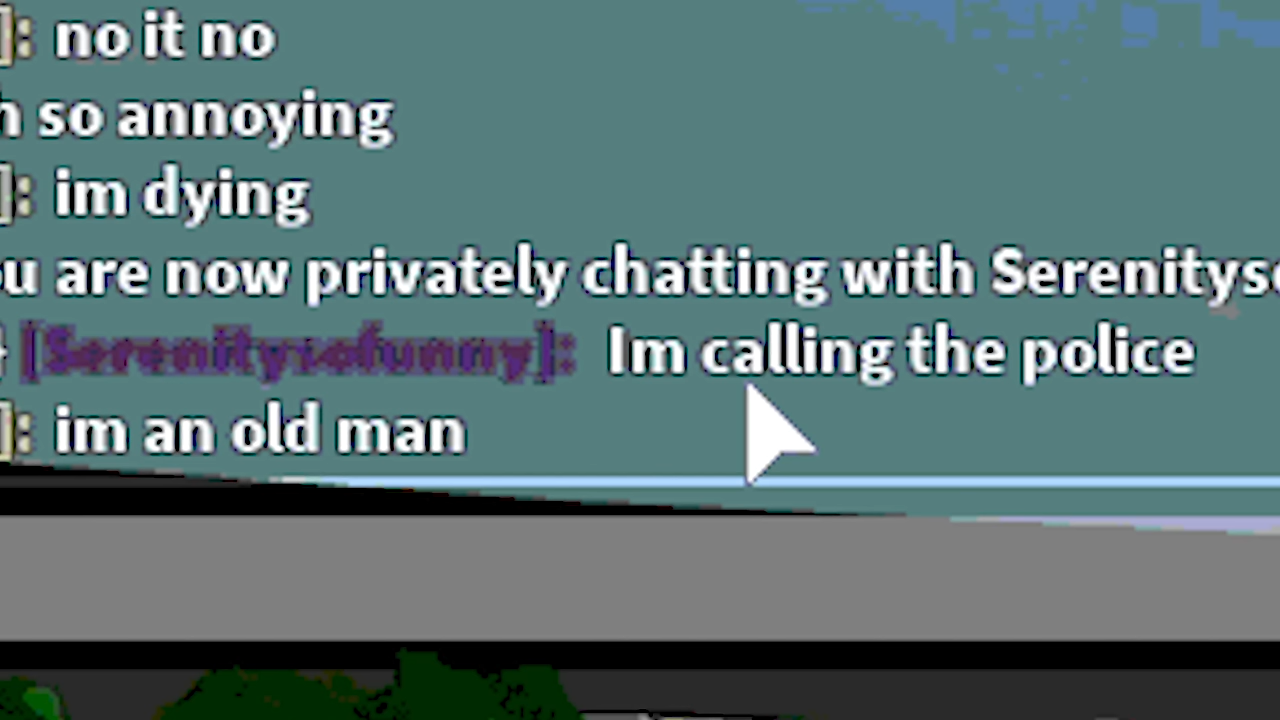 ]: no it no
h so annoying
]: im dying
ou are now privately chatting with Serenityso
[Serenitysofunny]: Im calling the police
]: im an old man